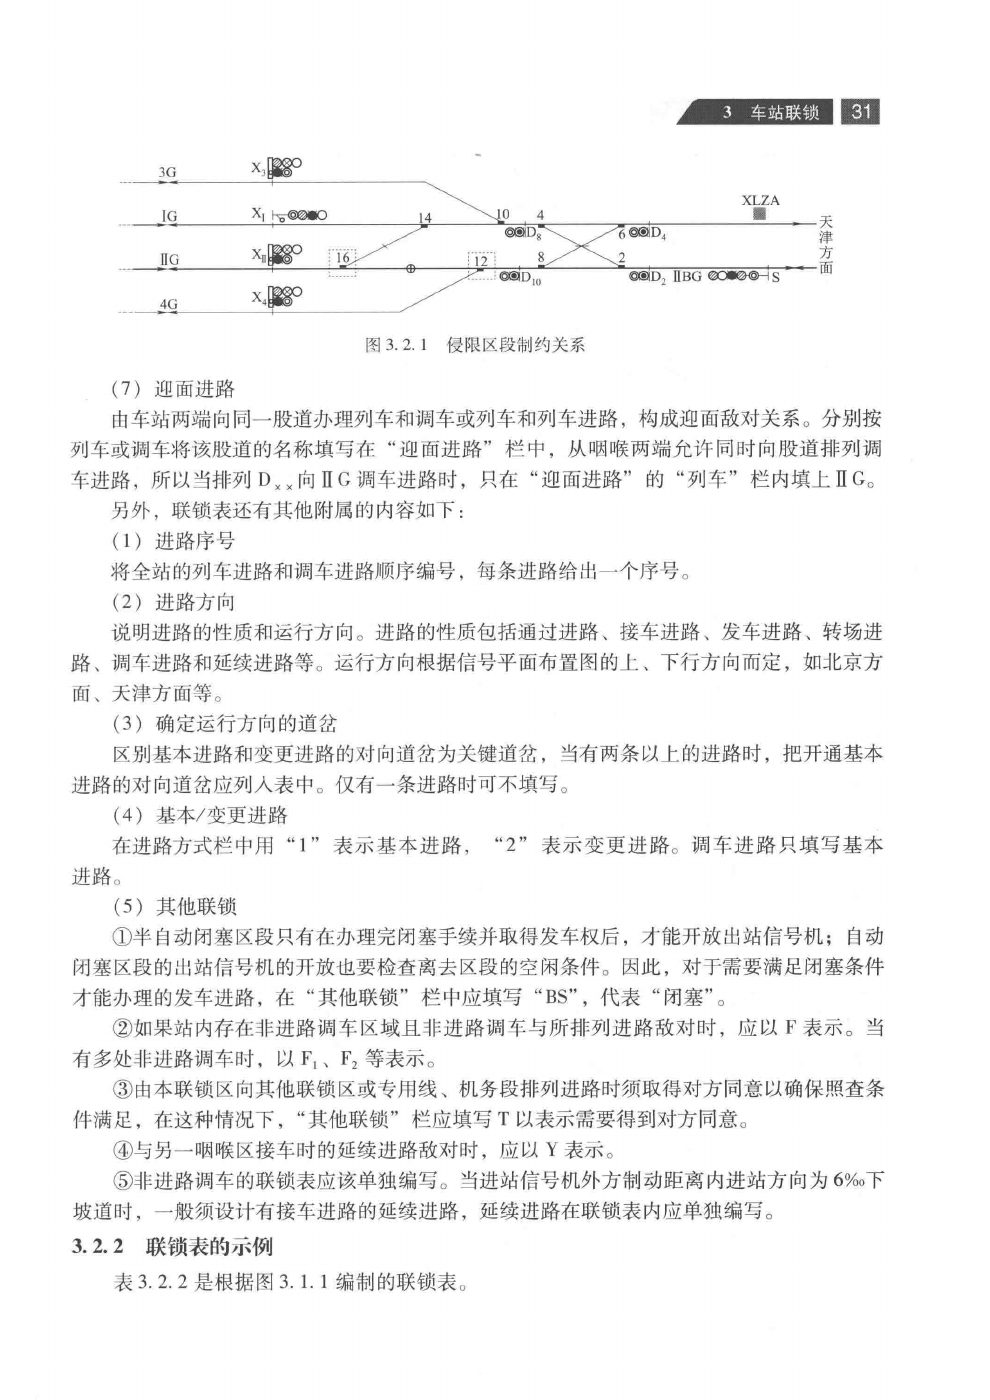 3 车站联锁 31
3G X₃
XLZA
ⅠG X_Ⅰ 14 10 4 6 D₈ D₄ 天津方面
ⅡG X_Ⅱ 16 12 8 2
D₁₀ D₂ ⅡBG S
4G X₄
图 3. 2. 1 侵限区段制约关系
(7) 迎面进路
由车站两端向同一股道办理列车和调车或列车和列车进路，构成迎面敌对关系。分别按
列车或调车将该股道的名称填写在“迎面进路”栏中，从咽喉两端允许同时向股道排列调
车进路，所以当排列 D××向ⅡG 调车进路时，只在“迎面进路”的“列车”栏内填上ⅡG。
另外，联锁表还有其他附属的内容如下：
(1) 进路序号
将全站的列车进路和调车进路顺序编号，每条进路给出一个序号。
(2) 进路方向
说明进路的性质和运行方向。进路的性质包括通过进路、接车进路、发车进路、转场进
路、调车进路和延续进路等。运行方向根据信号平面布置图的上、下行方向而定，如北京方
面、天津方面等。
(3) 确定运行方向的道岔
区别基本进路和变更进路的对向道岔为关键道岔，当有两条以上的进路时，把开通基本
进路的对向道岔应列入表中。仅有一条进路时可不填写。
(4) 基本/变更进路
在进路方式栏中用“1”表示基本进路，“2”表示变更进路。调车进路只填写基本
进路。
(5) 其他联锁
①半自动闭塞区段只有在办理完闭塞手续并取得发车权后，才能开放出站信号机；自动
闭塞区段的出站信号机的开放也要检查离去区段的空闲条件。因此，对于需要满足闭塞条件
才能办理的发车进路，在“其他联锁”栏中应填写“BS”，代表“闭塞”。
②如果站内存在非进路调车区域且非进路调车与所排列进路敌对时，应以 F 表示。当
有多处非进路调车时，以 F₁、F₂ 等表示。
③由本联锁区向其他联锁区或专用线、机务段排列进路时须取得对方同意以确保照查条
件满足，在这种情况下，“其他联锁”栏应填写 T 以表示需要得到对方同意。
④与另一咽喉区接车时的延续进路敌对时，应以 Y 表示。
⑤非进路调车的联锁表应该单独编写。当进站信号机外方制动距离内进站方向为 6‰下
坡道时，一般须设计有接车进路的延续进路，延续进路在联锁表内应单独编写。
3. 2. 2 联锁表的示例
表 3. 2. 2 是根据图 3. 1. 1 编制的联锁表。